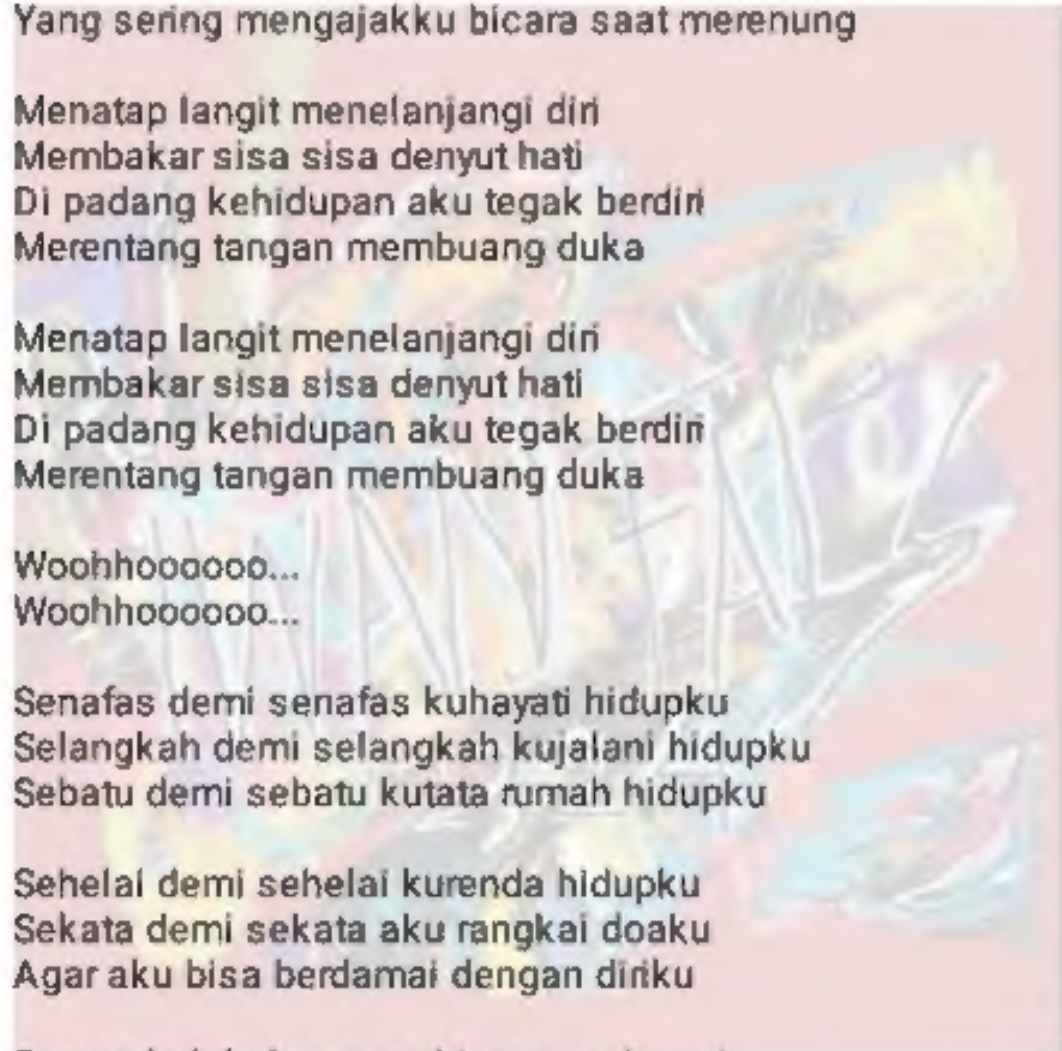 Yang sering mengajakku bicara saat merenung
Menatap langit menelanjangi diri
Membakar sisa sisa denyut hati
Di padang kehidupan aku tegak berdiri
Merentang tangan membuang duka
Menatap langit menelanjangi diri
Membakar sisa sisa denyut hati
Di padang kehidupan aku tegak berdiri
Merentang tangan membuang duka
Woohhoooooo...
Woohhoooooo...
Senafas demi senafas kuhayati hidupku
Selangkah demi selangkah kujalani hidupku
Sebatu demi sebatu kutata rumah hidupku
Sehelai demi sehelai kurenda hidupku
Sekata demi sekata aku rangkai doaku
Agar aku bisa berdamai dengan diriku